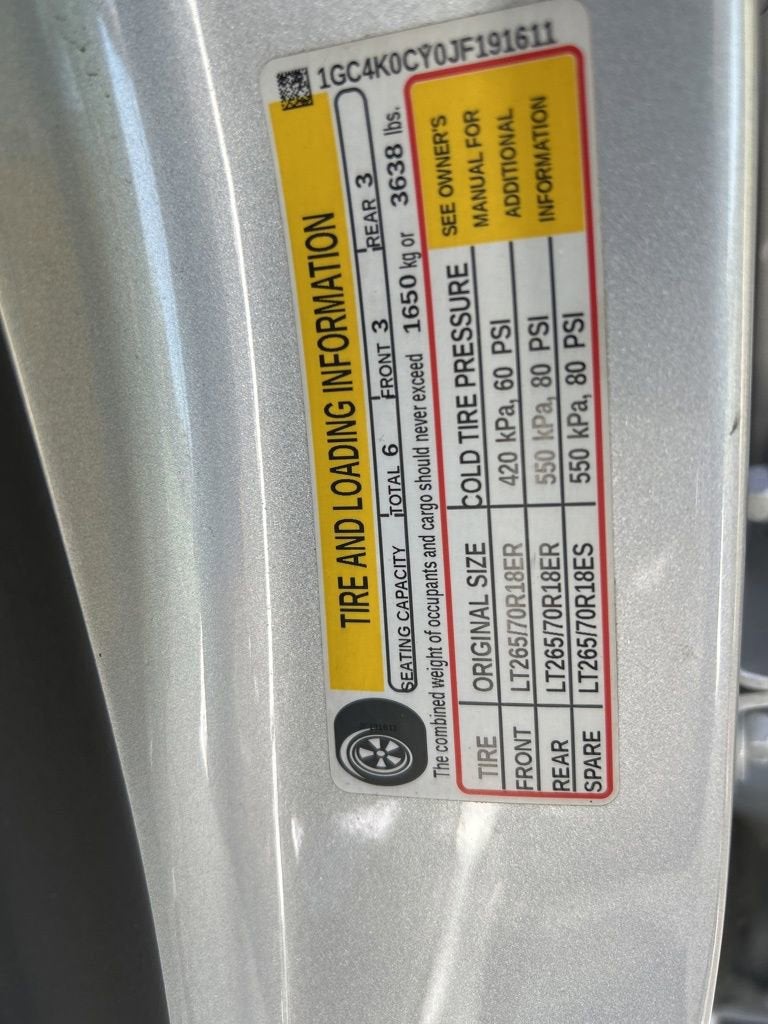 1GC4K0CY0JF191611
TIRE AND LOADING INFORMATION
SEATING CAPACITY TOTAL 6 FRONT 3 REAR 3
The combined weight of occupants and cargo should never exceed 1650 kg or 3638 lbs.
TIRE ORIGINAL SIZE COLD TIRE PRESSURE
FRONT LT265/70R18ER 420 kPa, 60 PSI
REAR LT265/70R18ER 550 kPa, 80 PSI
SPARE LT265/70R18ES 550 kPa, 80 PSI
SEE OWNER'S
MANUAL FOR
ADDITIONAL
INFORMATION